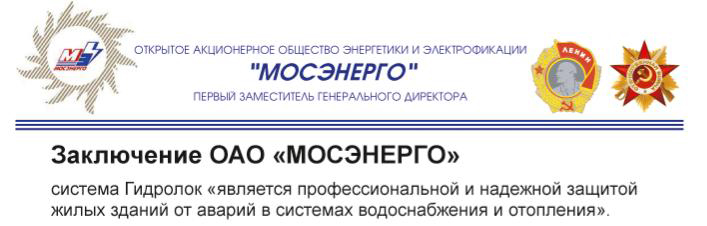 МОСЭНЕРГО
ОТКРЫТОЕ АКЦИОНЕРНОЕ ОБЩЕСТВО ЭНЕРГЕТИКИ И ЭЛЕКТРОФИКАЦИИ
"МОСЭНЕРГО"
ПЕРВЫЙ ЗАМЕСТИТЕЛЬ ГЕНЕРАЛЬНОГО ДИРЕКТОРА
ЛЕНИН
Заключение ОАО «МОСЭНЕРГО»
система Гидролок «является профессиональной и надежной защитой
жилых зданий от аварий в системах водоснабжения и отопления».